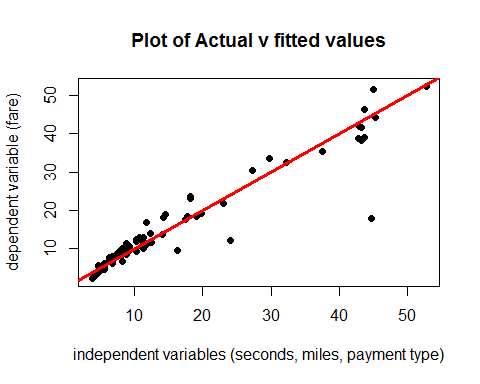 Plot of Actual v fitted values
dependent variable (fare)
50
40
30
20
10
10 20 30 40 50
independent variables (seconds, miles, payment type)